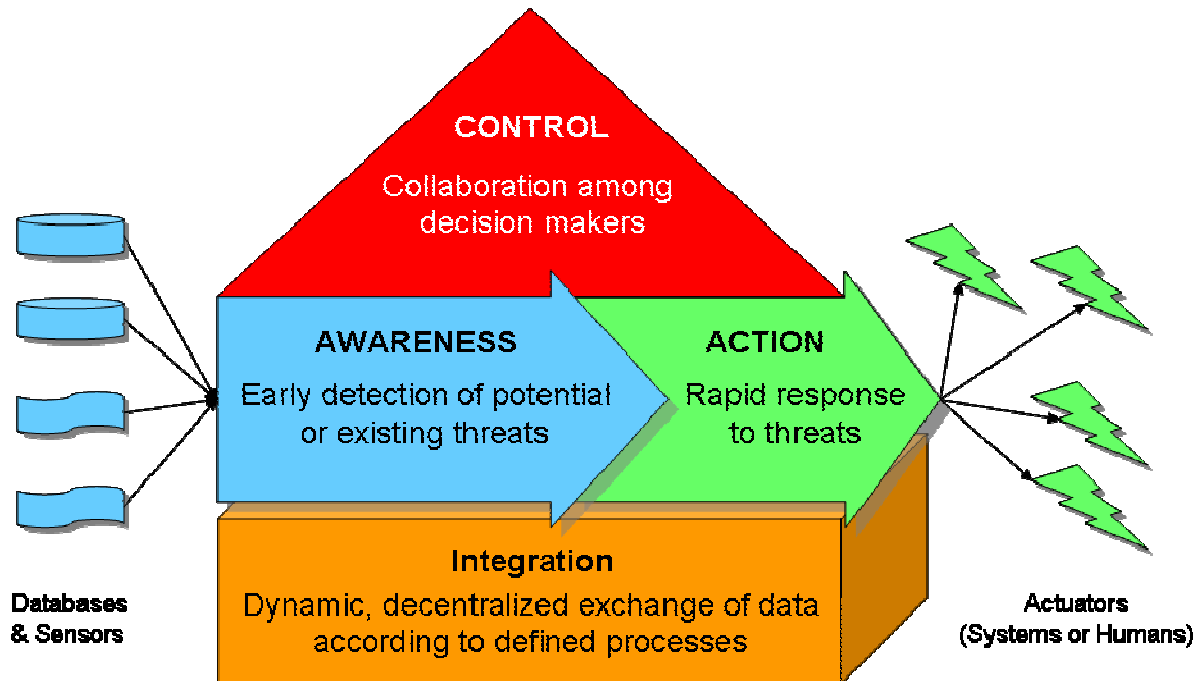 CONTROL
Collaboration among
decision makers
AWARENESS
Early detection of potential
or existing threats
ACTION
Rapid response
to threats
Integration
Dynamic, decentralized exchange of data
according to defined processes
Databases
& Sensors
Actuators
(Systems or Humans)